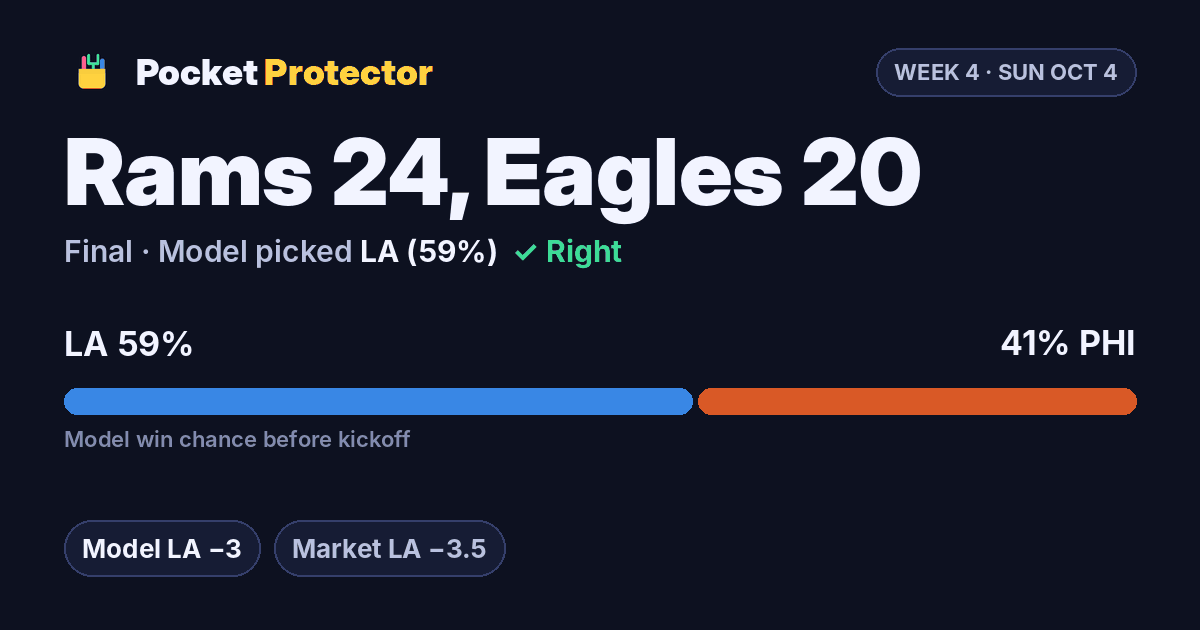 Pocket Protector
WEEK 4 · SUN OCT 4
Rams 24, Eagles 20
Final · Model picked LA (59%) ✓ Right
LA 59%
41% PHI
Model win chance before kickoff
Model LA −3
Market LA −3.5